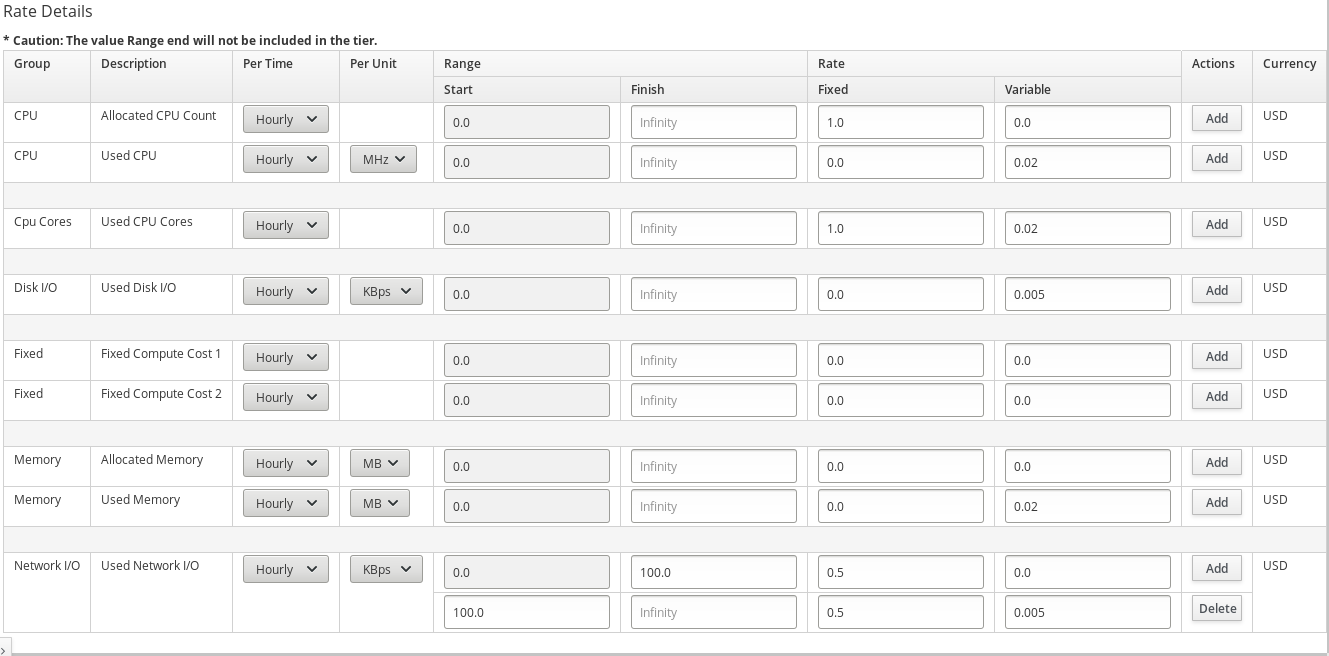 Rate Details
* Caution: The value Range end will not be included in the tier.
Group Description Per Time Per Unit Range Rate Actions Currency
Start Finish Fixed Variable
CPU Allocated CPU Count Hourly 0.0 Infinity 1.0 0.0 Add USD
CPU Used CPU Hourly MHz 0.0 Infinity 0.0 0.02 Add USD
Cpu Cores Used CPU Cores Hourly 0.0 Infinity 1.0 0.02 Add USD
Disk I/O Used Disk I/O Hourly KBps 0.0 Infinity 0.0 0.005 Add USD
Fixed Fixed Compute Cost 1 Hourly 0.0 Infinity 0.0 0.0 Add USD
Fixed Fixed Compute Cost 2 Hourly 0.0 Infinity 0.0 0.0 Add USD
Memory Allocated Memory Hourly MB 0.0 Infinity 0.0 0.0 Add USD
Memory Used Memory Hourly MB 0.0 Infinity 0.0 0.02 Add USD
Network I/O Used Network I/O Hourly KBps 0.0 100.0 0.5 0.0 Add USD
100.0 Infinity 0.5 0.005 Delete